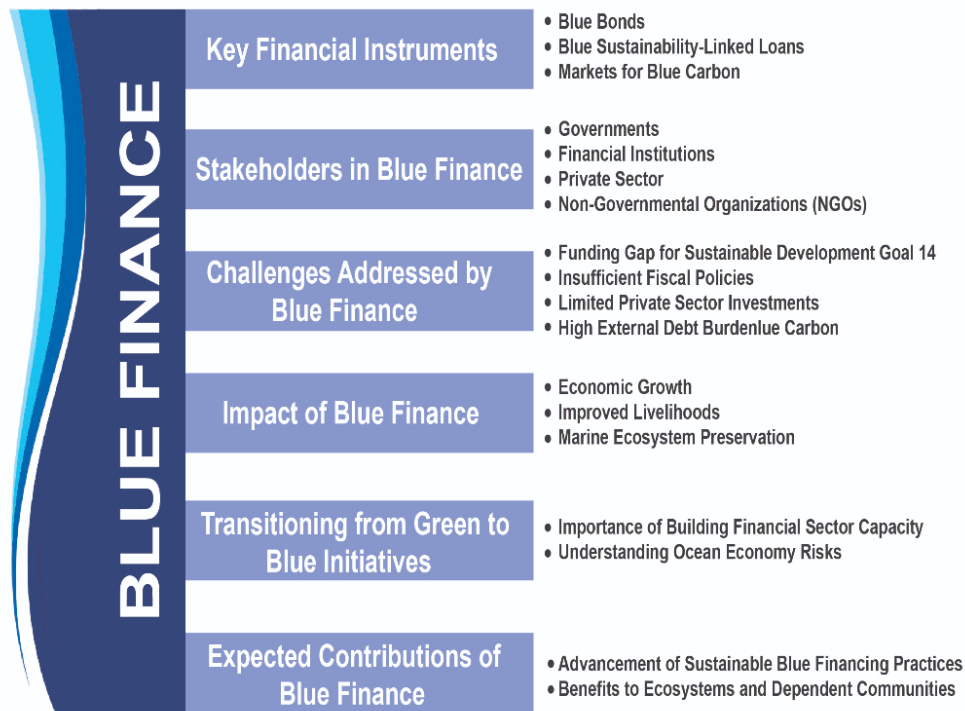 BLUE FINANCE
Key Financial Instruments
• Blue Bonds
• Blue Sustainability-Linked Loans
• Markets for Blue Carbon
Stakeholders in Blue Finance
• Governments
• Financial Institutions
• Private Sector
• Non-Governmental Organizations (NGOs)
Challenges Addressed by
Blue Finance
• Funding Gap for Sustainable Development Goal 14
• Insufficient Fiscal Policies
• Limited Private Sector Investments
• High External Debt Burdenlue Carbon
Impact of Blue Finance
• Economic Growth
• Improved Livelihoods
• Marine Ecosystem Preservation
Transitioning from Green to
Blue Initiatives
• Importance of Building Financial Sector Capacity
• Understanding Ocean Economy Risks
Expected Contributions of
Blue Finance
• Advancement of Sustainable Blue Financing Practices
• Benefits to Ecosystems and Dependent Communities